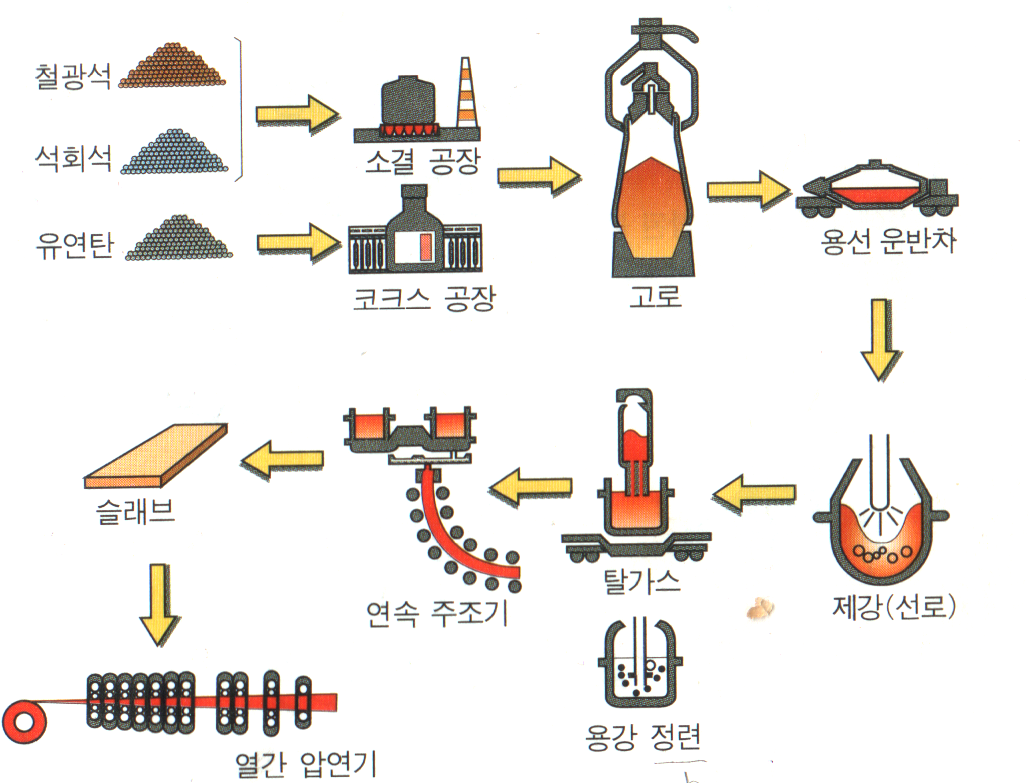 철광석
석회석
유연탄
소결 공장
코크스 공장
고로
용선 운반차
제강(선로)
탈가스
용강 정련
연속 주조기
슬래브
열간 압연기